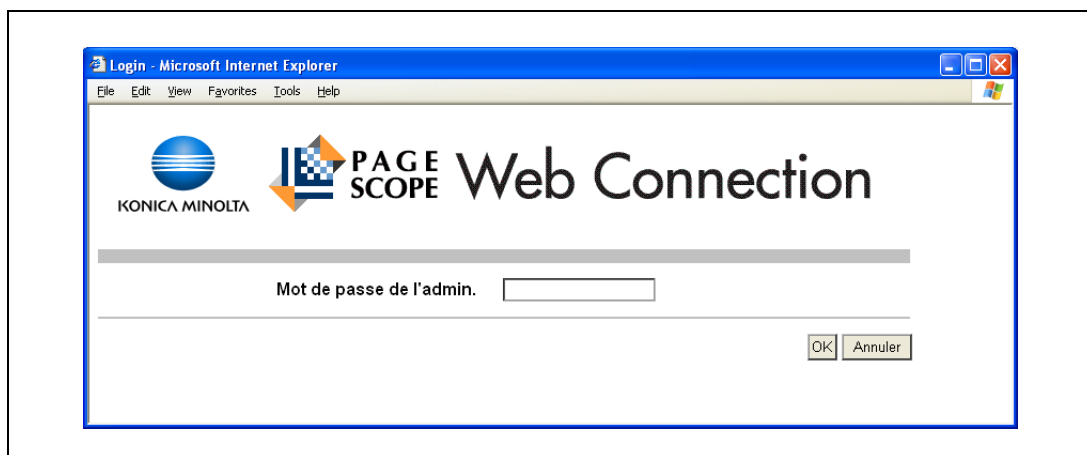 Login - Microsoft Internet Explorer
File Edit View Favorites Tools Help
KONICA MINOLTA
PAGE
SCOPE
Web Connection
Mot de passe de l'admin.
OK Annuler